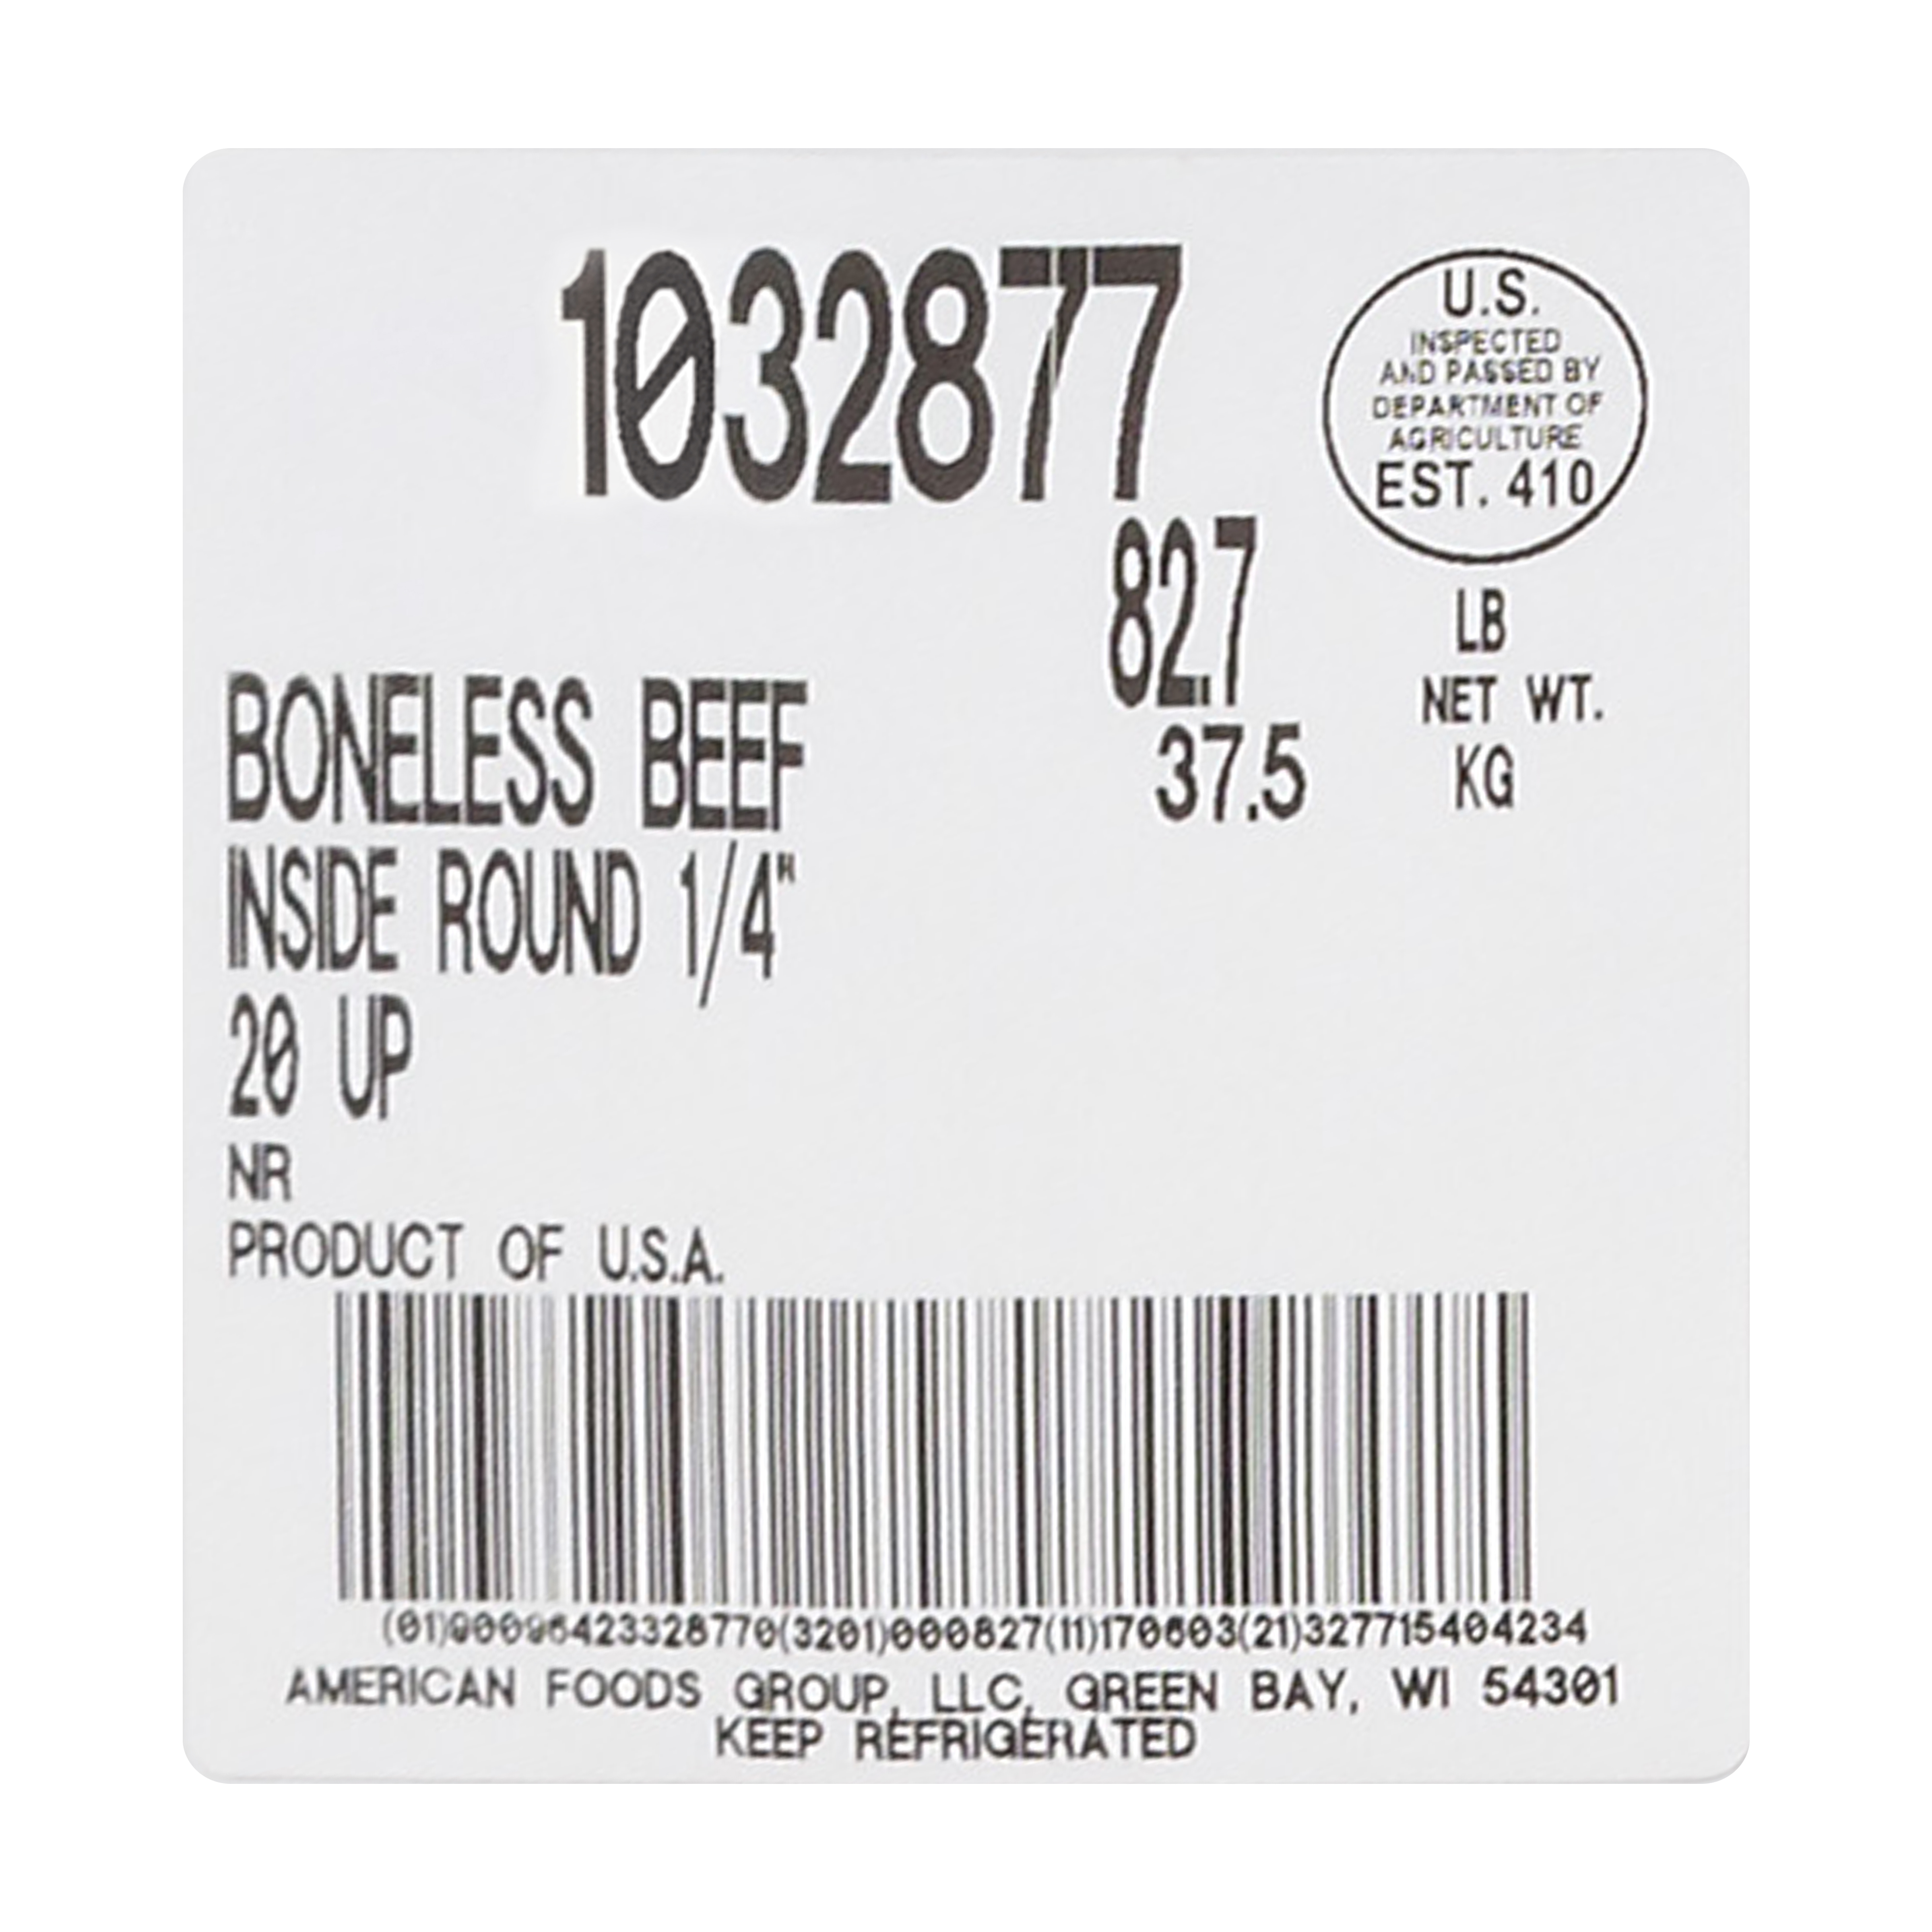 1032877
U.S.
INSPECTED
AND PASSED BY
DEPARTMENT OF
AGRICULTURE
EST. 410
82.7
LB
NET WT.
37.5
KG
BONELESS BEEF
INSIDE ROUND 1/4"
20 UP
NR
PRODUCT OF U.S.A.
(01)90096423328770(3201)000827(11)170603(21)327715404234
AMERICAN FOODS GROUP, LLC, GREEN BAY, WI 54301
KEEP REFRIGERATED